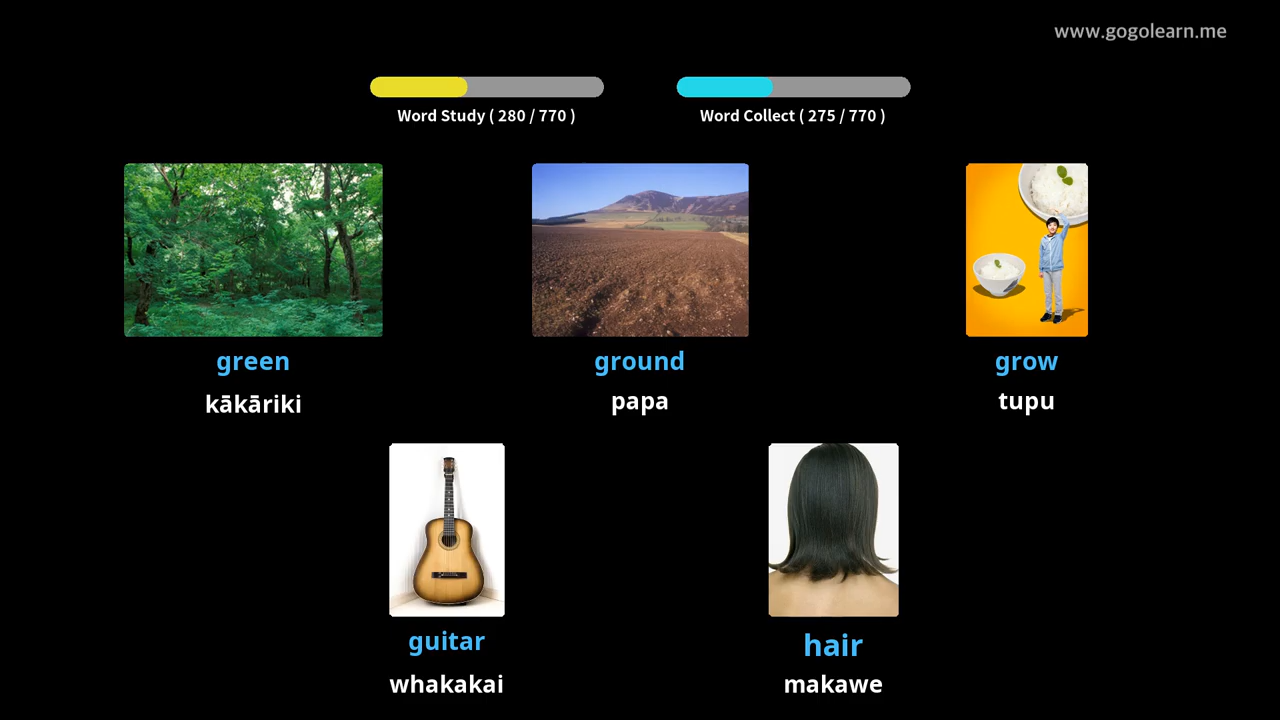 www.gogolearn.me
Word Study ( 280 / 770 )
Word Collect ( 275 / 770 )
green
ground
grow
kākāriki
papa
tupu
guitar
hair
whakakai
makawe